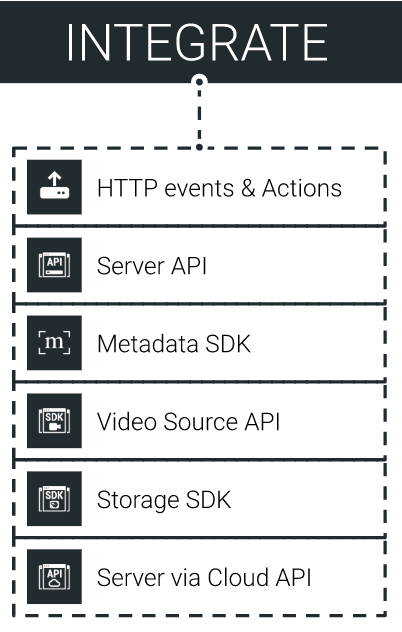 INTEGRATE
HTTP events & Actions
API
Server API
[m]
Metadata SDK
SDK
Video Source API
SDK
Storage SDK
API
Server via Cloud API